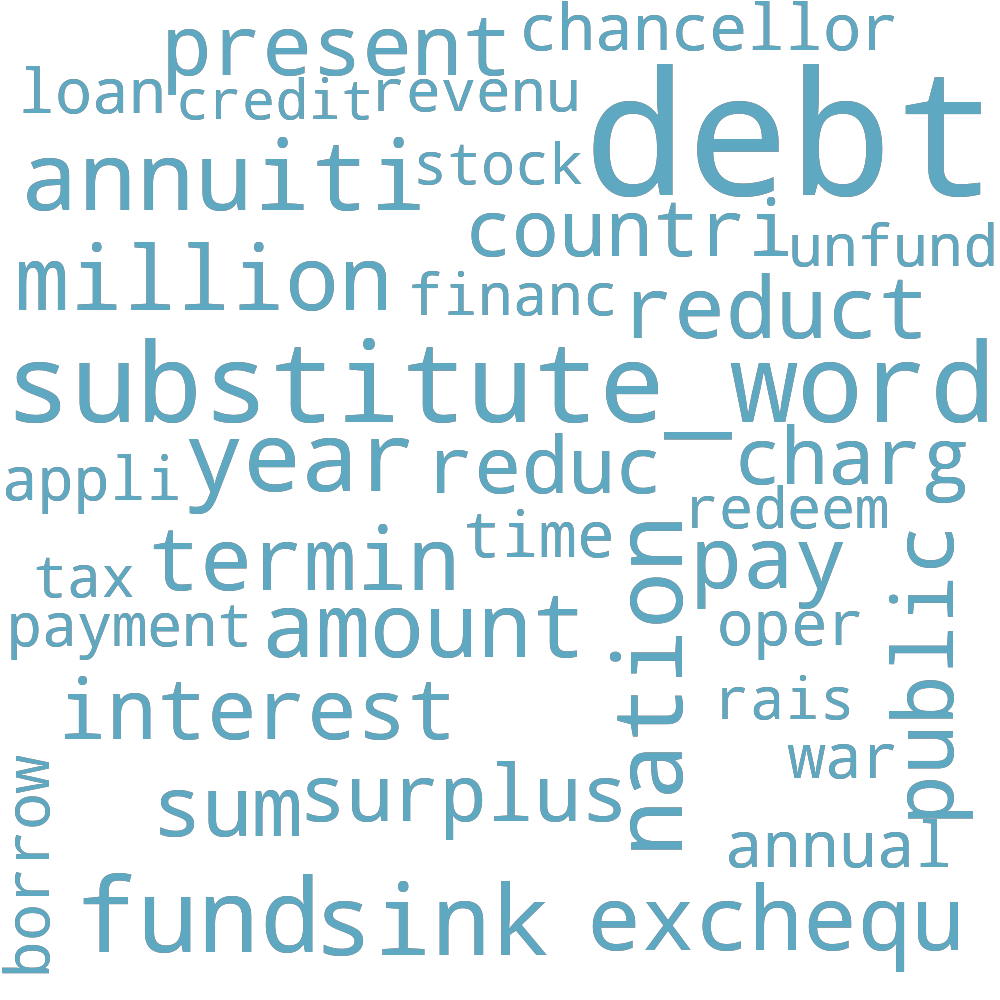 present chancellor
loan credit revenu debt
annuiti stock
countri unfund
million financ reduct
substitute_word
appli year reduc charg
redeem
termin time nation pay public
tax
payment amount oper
interest rais
war
borrow sum surplus
annual
fund sink exchequ